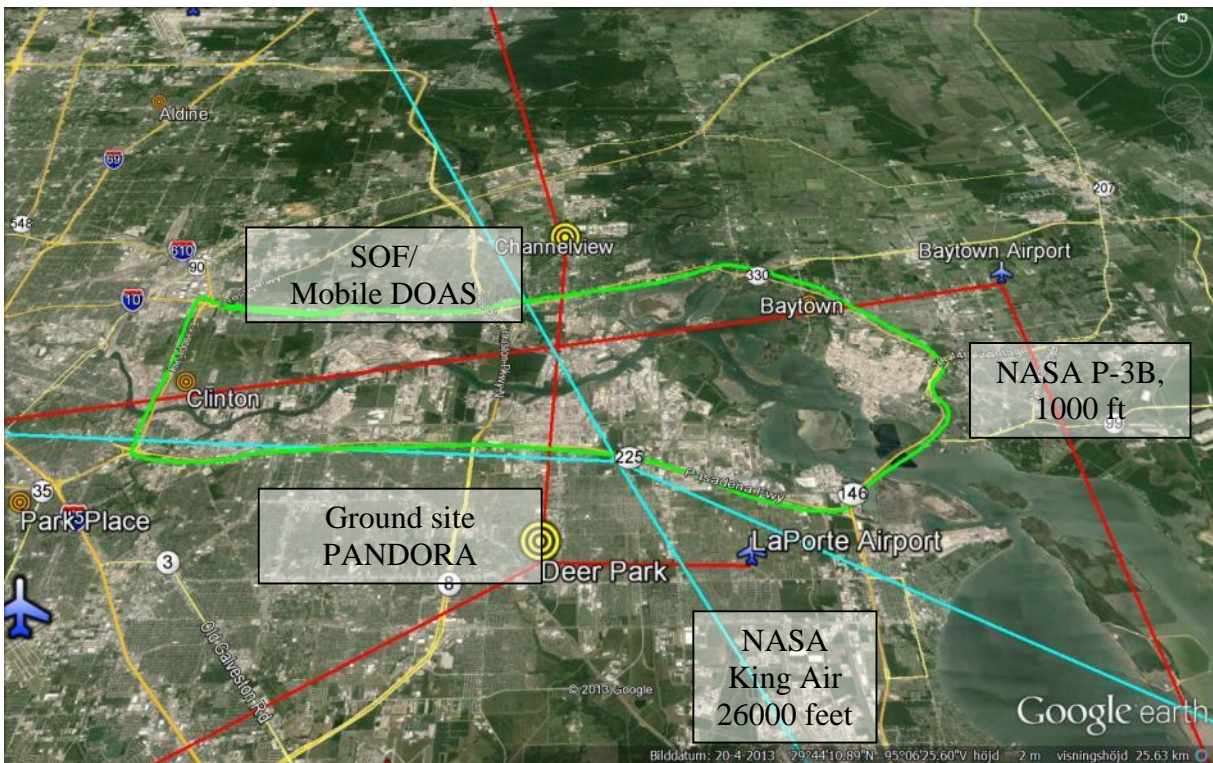 N
Aldine
69
207
548
610
90
SOF/
Mobile DOAS
Channelview
Baytown Airport
330
10
Baytown
NASA P-3B,
1000 ft
Clinton
99
225
Pasadena Fwy
35
146
Park Place
Ground site
PANDORA
LaPorte Airport
3
Deer Park
8
Old Galveston Rd
NASA
King Air
26000 feet
© 2013 Google
Google earth
Bilddatum: 20-4-2013 29°44'10.89"N 95°06'25.60"V höjd 2 m visningshöjd 25.63 km